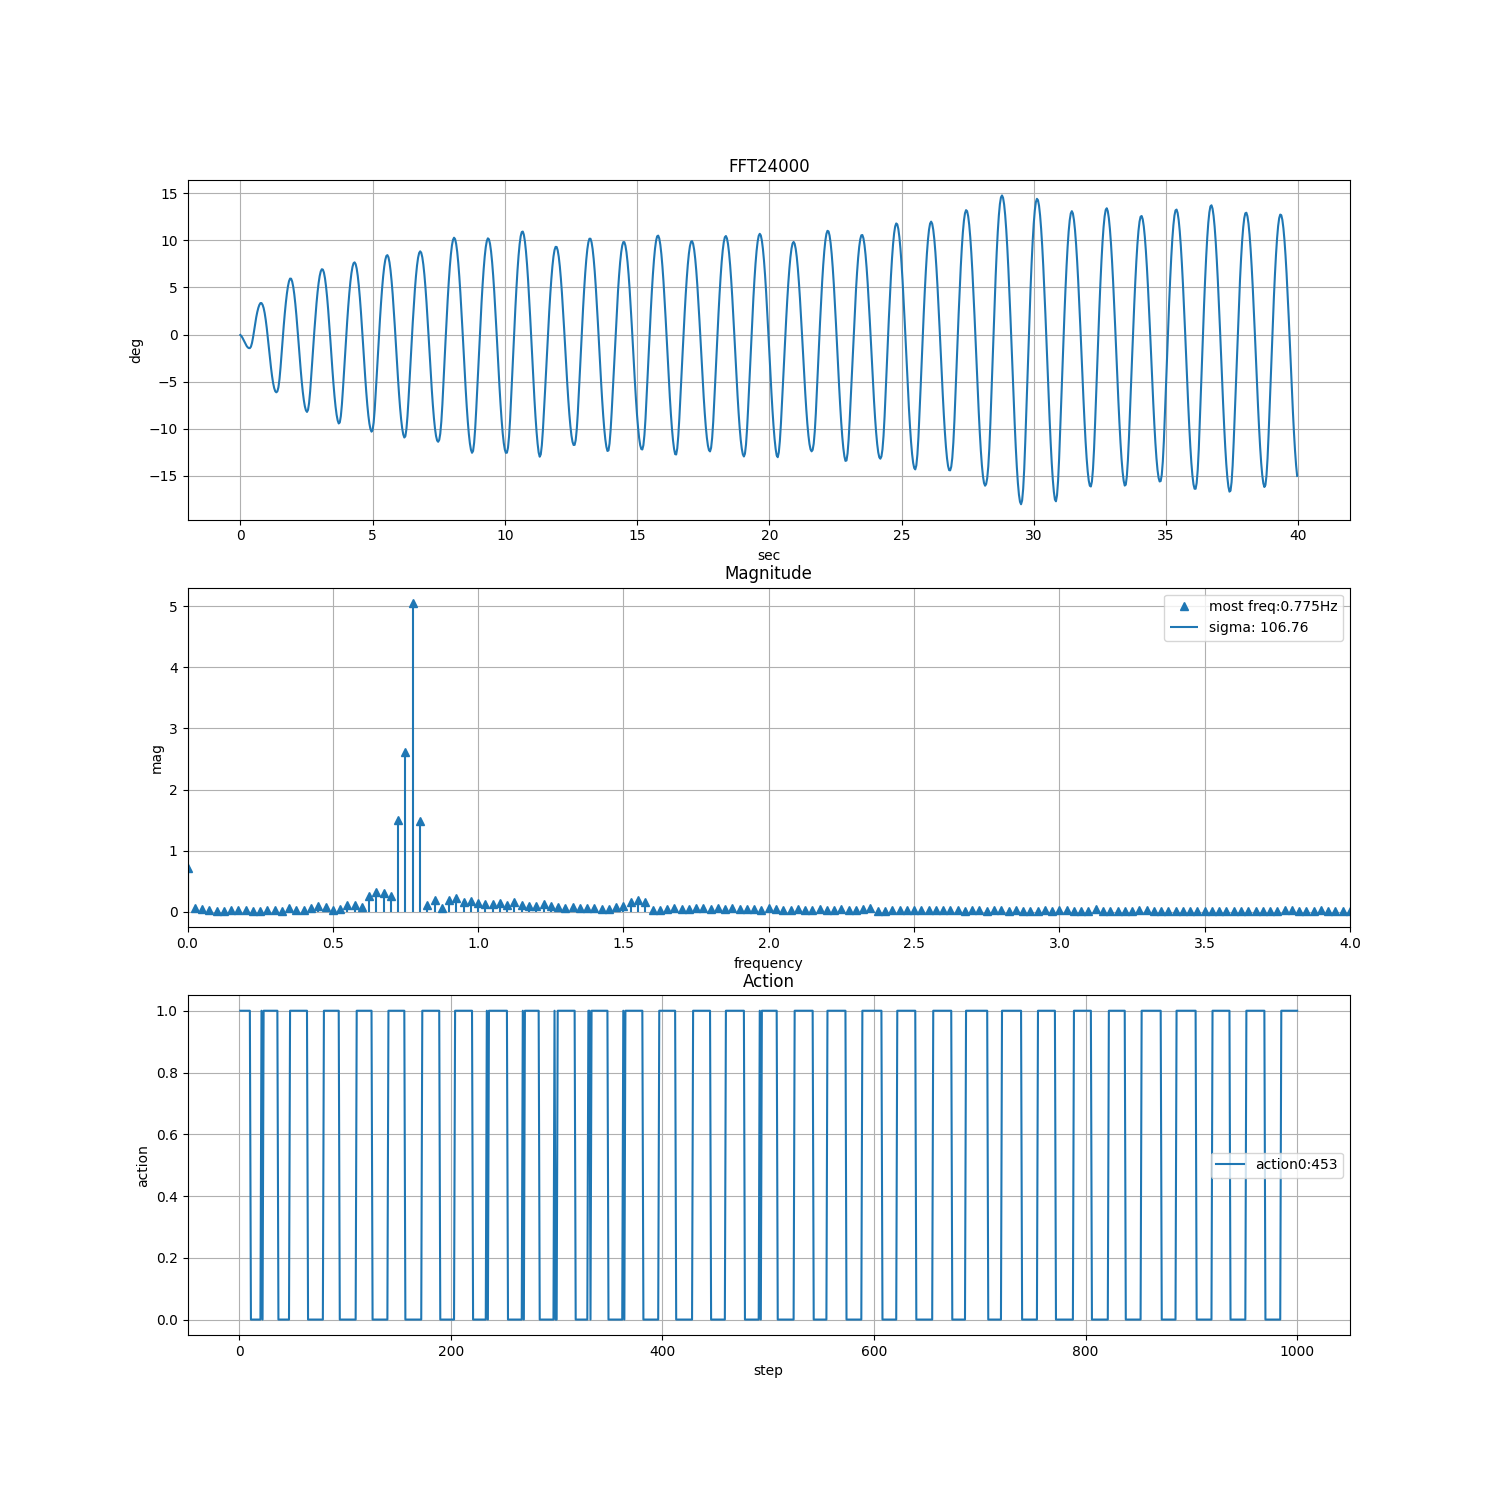 FFT24000
15
10
5
0
−5
−10
−15
deg
0 5 10 15 20 25 30 35 40
sec
Magnitude
5
4
3
2
1
0
mag
most freq:0.775Hz
sigma: 106.76
0.0 0.5 1.0 1.5 2.0 2.5 3.0 3.5 4.0
frequency
Action
1.0
0.8
0.6
0.4
0.2
0.0
action
action0:453
0 200 400 600 800 1000
step